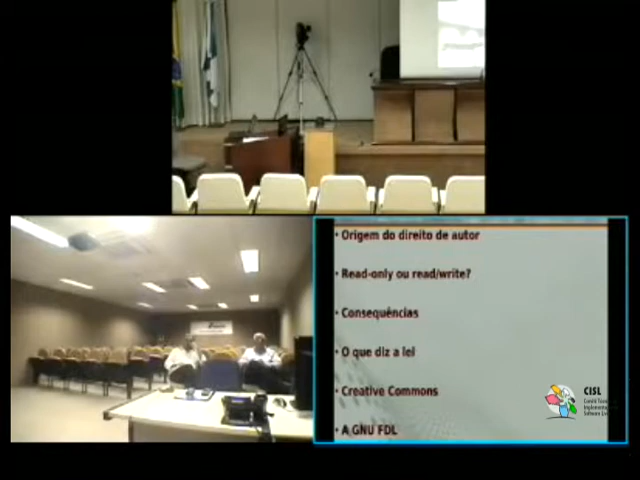 • Origem do direito de autor
• Read-only ou read/write?
• Consequências
• O que diz a lei
• Creative Commons
• A GNU FDL
CISL